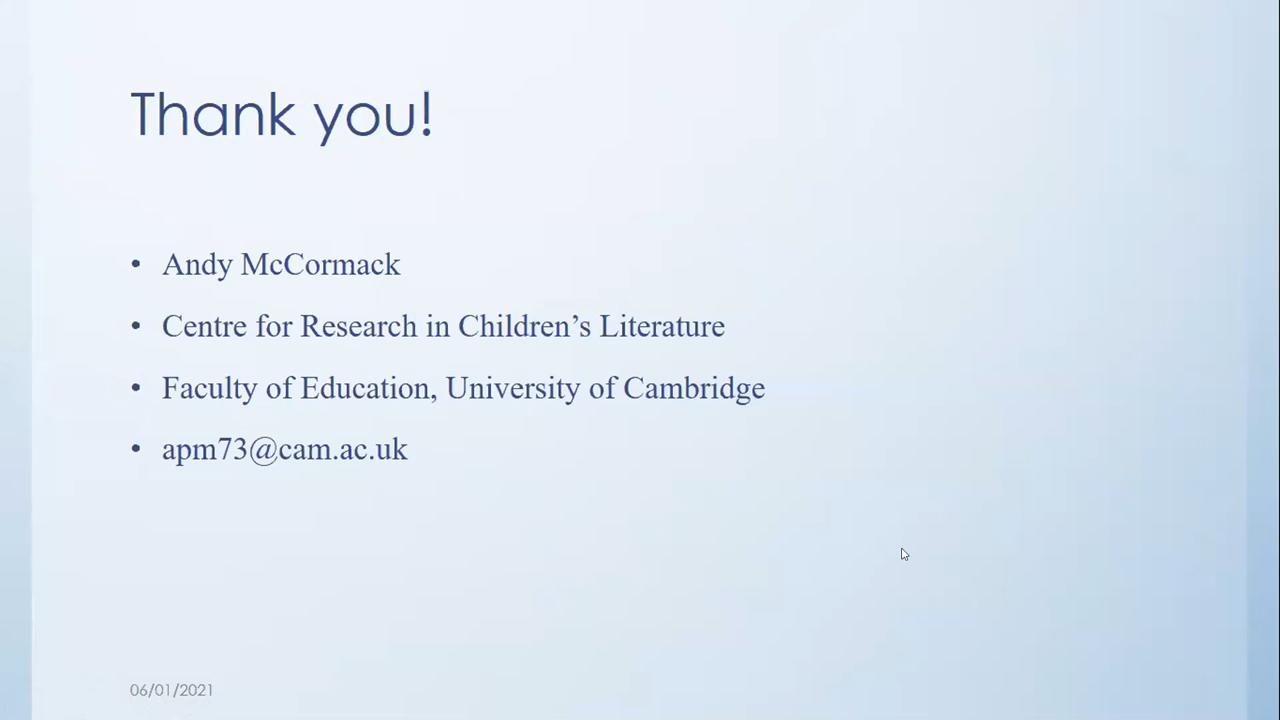 Thank you!
• Andy McCormack
• Centre for Research in Children’s Literature
• Faculty of Education, University of Cambridge
• apm73@cam.ac.uk
06/01/2021